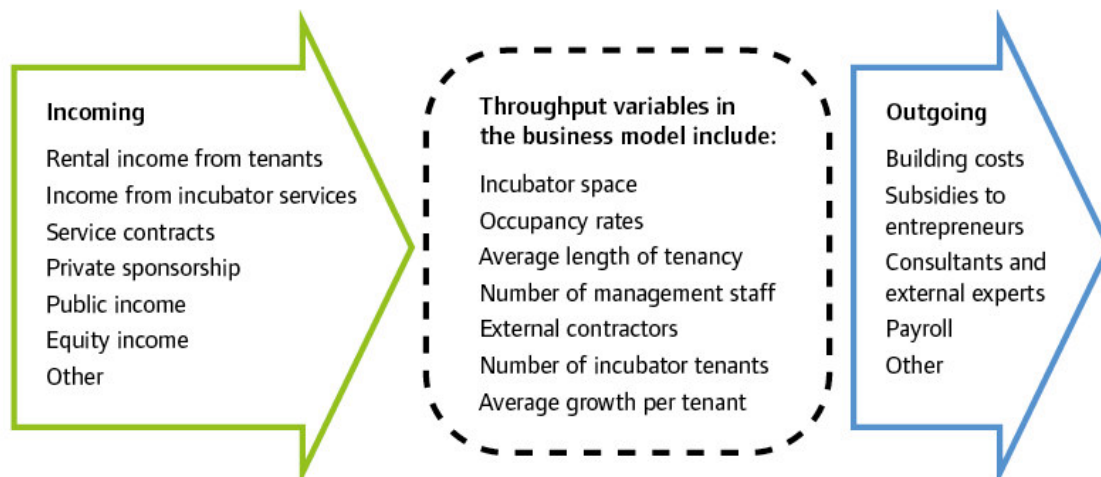 Incoming
Rental income from tenants
Income from incubator services
Service contracts
Private sponsorship
Public income
Equity income
Other
Throughput variables in
the business model include:
Incubator space
Occupancy rates
Average length of tenancy
Number of management staff
External contractors
Number of incubator tenants
Average growth per tenant
Outgoing
Building costs
Subsidies to
entrepreneurs
Consultants and
external experts
Payroll
Other